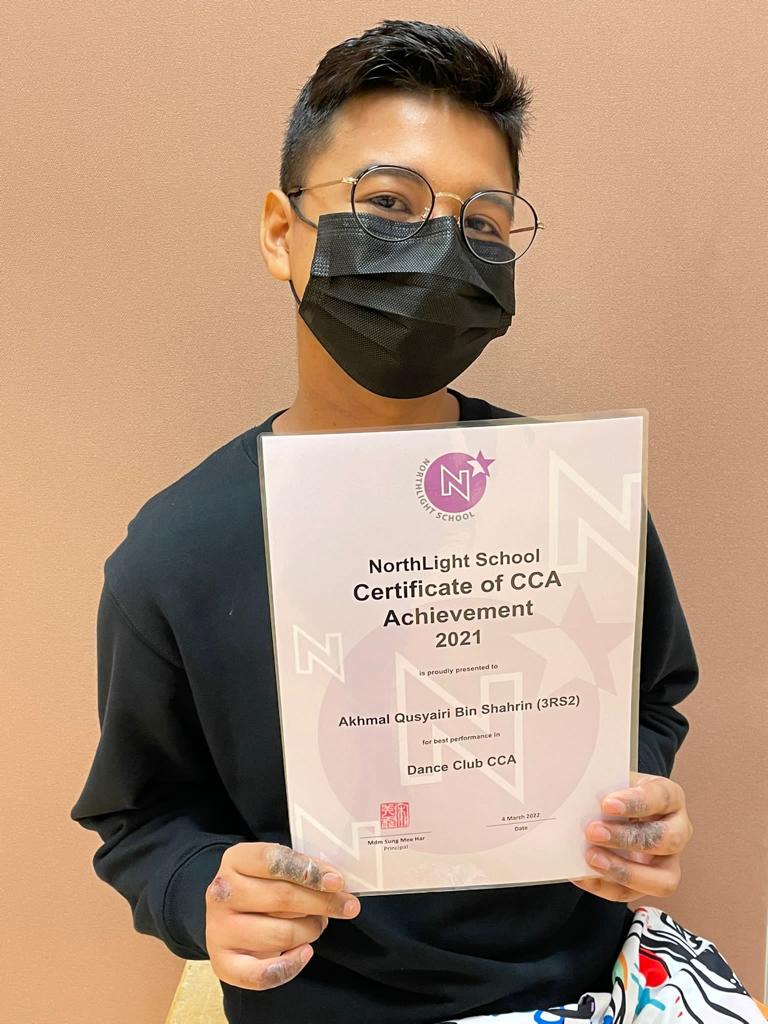 NORTHLIGHT SCHOOL
N
NorthLight School
Certificate of CCA
Achievement
2021
is proudly presented to
Akhmal Qusyairi Bin Shahrin (3RS2)
for best performance in
Dance Club CCA
4 March 2022
Mdm Sung Mee Har
Date
Principal